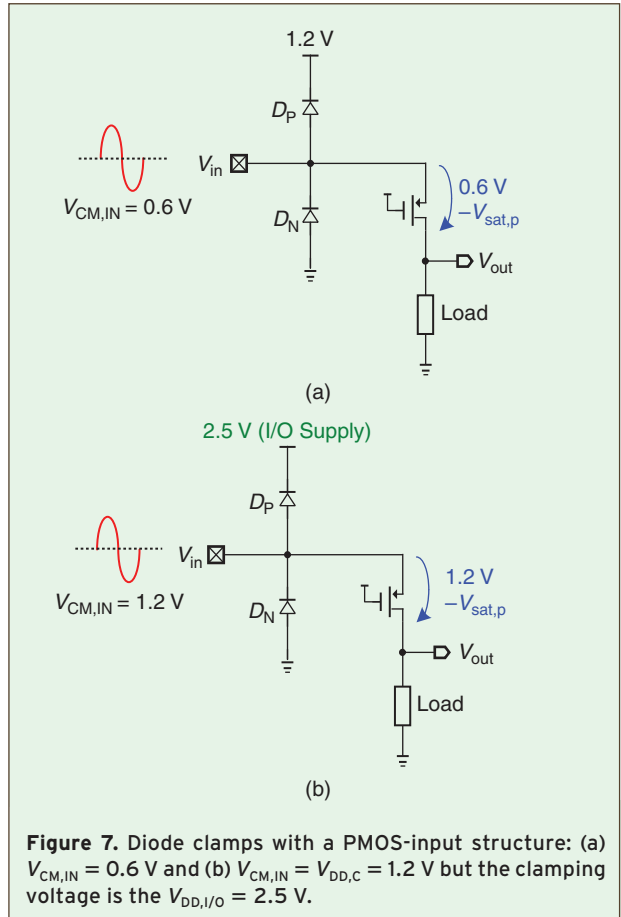 1.2 V
D_P
V_in
V_CM,IN = 0.6 V
D_N
0.6 V
−V_sat,p
V_out
Load
(a)
2.5 V (I/O Supply)
D_P
V_in
V_CM,IN = 1.2 V
D_N
1.2 V
−V_sat,p
V_out
Load
(b)
Figure 7. Diode clamps with a PMOS-input structure: (a)
V_CM,IN = 0.6 V and (b) V_CM,IN = V_DD,C = 1.2 V but the clamping
voltage is the V_DD,I/O = 2.5 V.